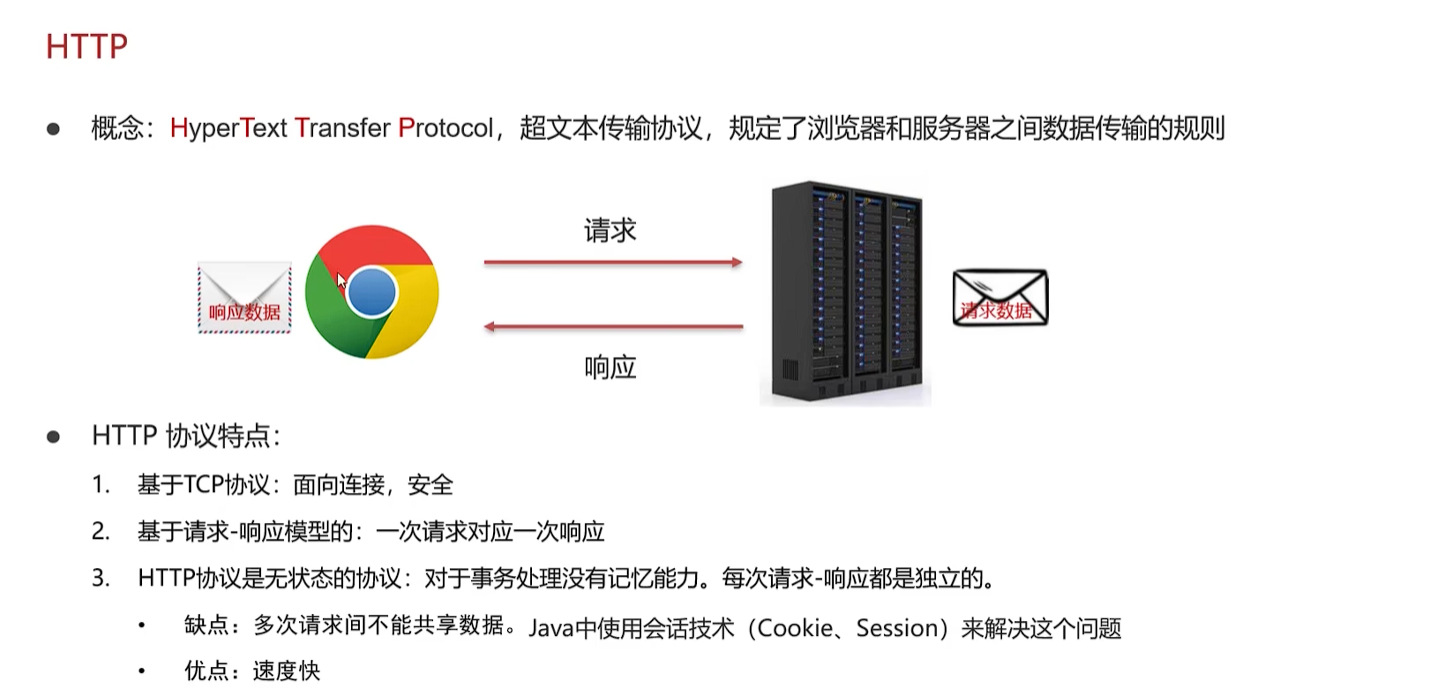 HTTP
● 概念：HyperText Transfer Protocol，超文本传输协议，规定了浏览器和服务器之间数据传输的规则
请求
响应数据
请求数据
响应
● HTTP 协议特点：
1. 基于TCP协议：面向连接，安全
2. 基于请求-响应模型的：一次请求对应一次响应
3. HTTP协议是无状态的协议：对于事务处理没有记忆能力。每次请求-响应都是独立的。
• 缺点：多次请求间不能共享数据。Java中使用会话技术（Cookie、Session）来解决这个问题
• 优点：速度快